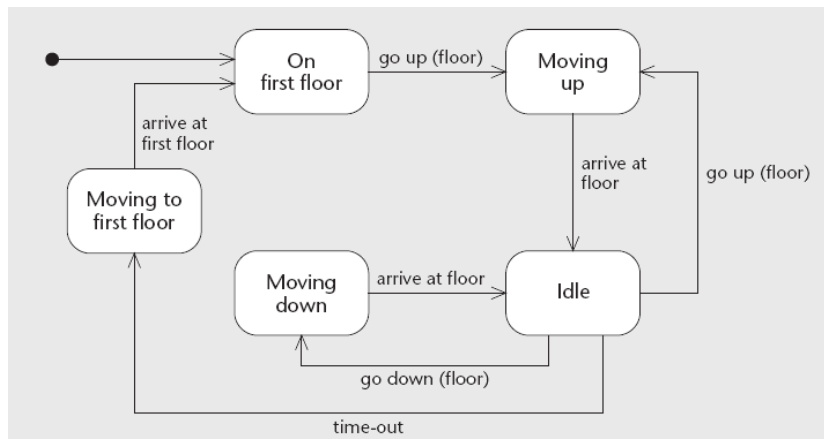 On
first floor
go up (floor)
Moving
up
arrive at
first floor
arrive at
floor
go up (floor)
Moving to
first floor
Moving
down
arrive at floor
Idle
go down (floor)
time-out